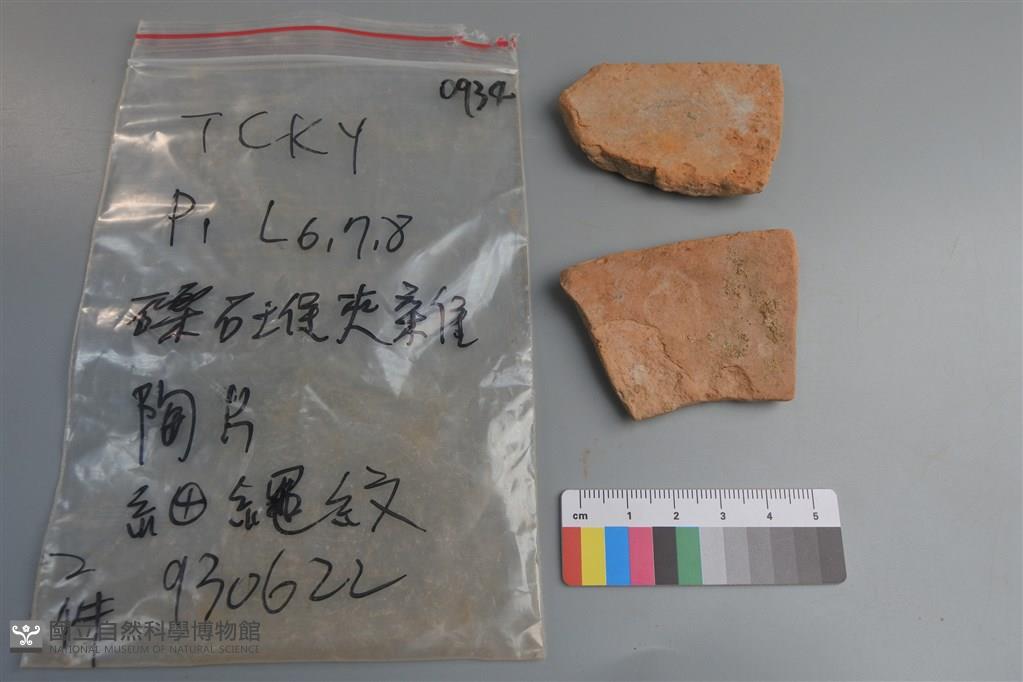 0934
TCKY
P1 L6,7,8
礫石堆夾雜
陶片
細繩紋
2件
930622
國立自然科學博物館
NATIONAL MUSEUM OF NATURAL SCIENCE
cm 1 2 3 4 5